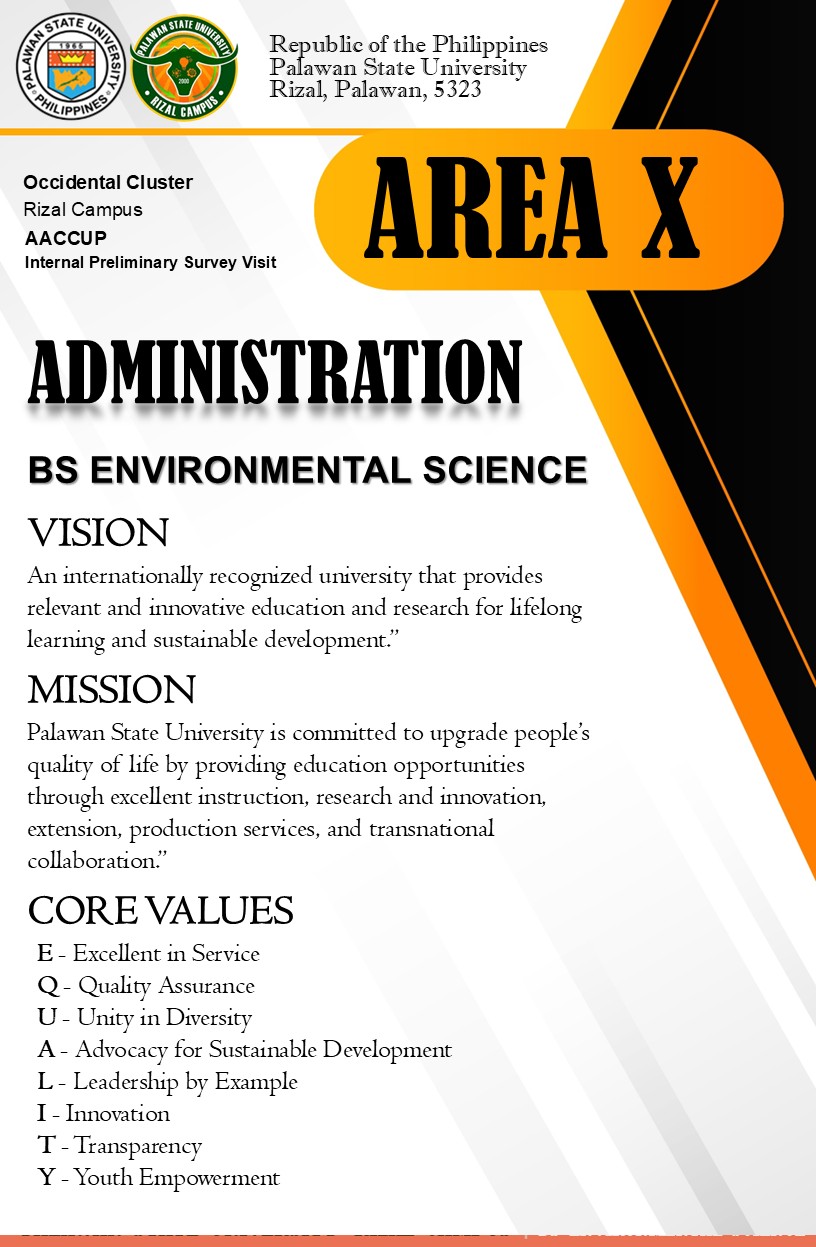 PALAWAN STATE UNIVERSITY
1965
PHILIPPINES
PALAWAN STATE UNIVERSITY
2000
RIZAL CAMPUS
Republic of the Philippines
Palawan State University
Rizal, Palawan, 5323
Occidental Cluster
Rizal Campus
AACCUP
Internal Preliminary Survey Visit
AREA X
ADMINISTRATION
BS ENVIRONMENTAL SCIENCE
VISION
An internationally recognized university that provides
relevant and innovative education and research for lifelong
learning and sustainable development.”
MISSION
Palawan State University is committed to upgrade people’s
quality of life by providing education opportunities
through excellent instruction, research and innovation,
extension, production services, and transnational
collaboration.”
CORE VALUES
E - Excellent in Service
Q - Quality Assurance
U - Unity in Diversity
A - Advocacy for Sustainable Development
L - Leadership by Example
I - Innovation
T - Transparency
Y - Youth Empowerment